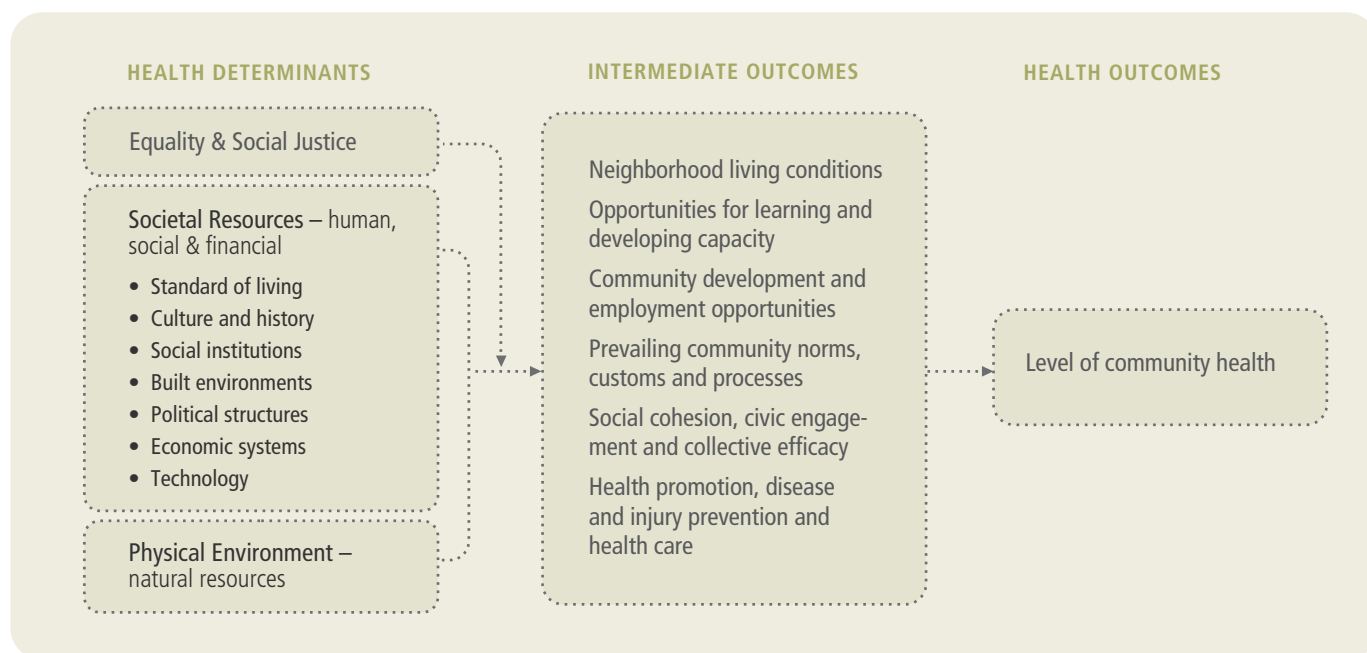 HEALTH DETERMINANTS
Equality & Social Justice
Societal Resources – human,
social & financial
• Standard of living
• Culture and history
• Social institutions
• Built environments
• Political structures
• Economic systems
• Technology
Physical Environment –
natural resources
INTERMEDIATE OUTCOMES
Neighborhood living conditions
Opportunities for learning and
developing capacity
Community development and
employment opportunities
Prevailing community norms,
customs and processes
Social cohesion, civic engage-
ment and collective efficacy
Health promotion, disease
and injury prevention and
health care
HEALTH OUTCOMES
Level of community health